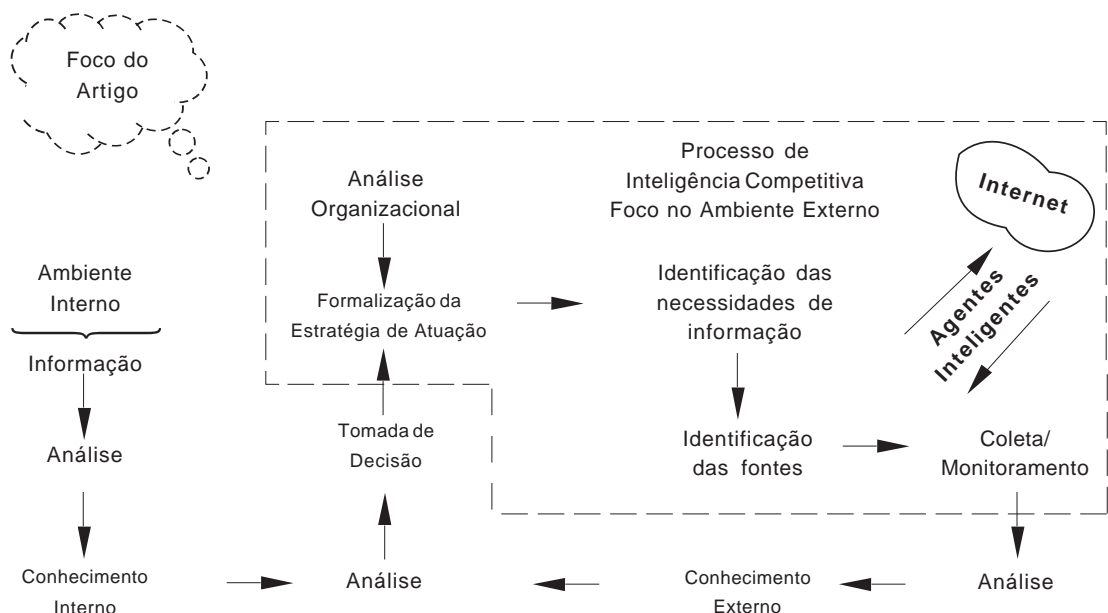 Foco do
Artigo
Processo de
Inteligência Competitiva
Foco no Ambiente Externo
Internet
Análise
Organizacional
Ambiente
Interno
Formalização da
Estratégia de Atuação
Identificação das
necessidades de
informação
Agentes
Inteligentes
Informação
Análise
Tomada de
Decisão
Identificação
das fontes
Coleta/
Monitoramento
Conhecimento
Interno
Análise
Conhecimento
Externo
Análise